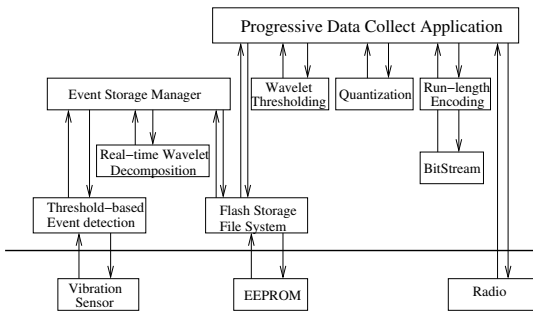 Progressive Data Collect Application
Event Storage Manager
Wavelet
Thresholding
Quantization
Run-length
Encoding
Real-time Wavelet
Decomposition
BitStream
Threshold-based
Event detection
Flash Storage
File System
Vibration
Sensor
EEPROM
Radio